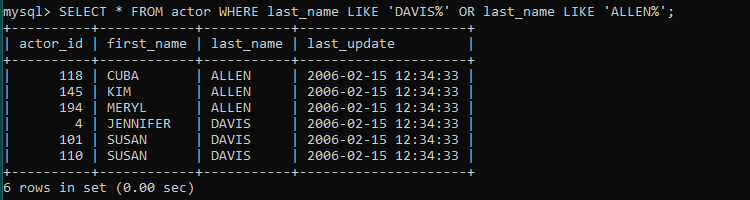 mysql> SELECT * FROM actor WHERE last_name LIKE 'DAVIS%' OR last_name LIKE 'ALLEN%';
+----------+------------+-----------+---------------------+
| actor_id | first_name | last_name | last_update         |
+----------+------------+-----------+---------------------+
|      118 | CUBA       | ALLEN     | 2006-02-15 12:34:33 |
|      145 | KIM        | ALLEN     | 2006-02-15 12:34:33 |
|      194 | MERYL      | ALLEN     | 2006-02-15 12:34:33 |
|        4 | JENNIFER   | DAVIS     | 2006-02-15 12:34:33 |
|      101 | SUSAN      | DAVIS     | 2006-02-15 12:34:33 |
|      110 | SUSAN      | DAVIS     | 2006-02-15 12:34:33 |
+----------+------------+-----------+---------------------+
6 rows in set (0.00 sec)